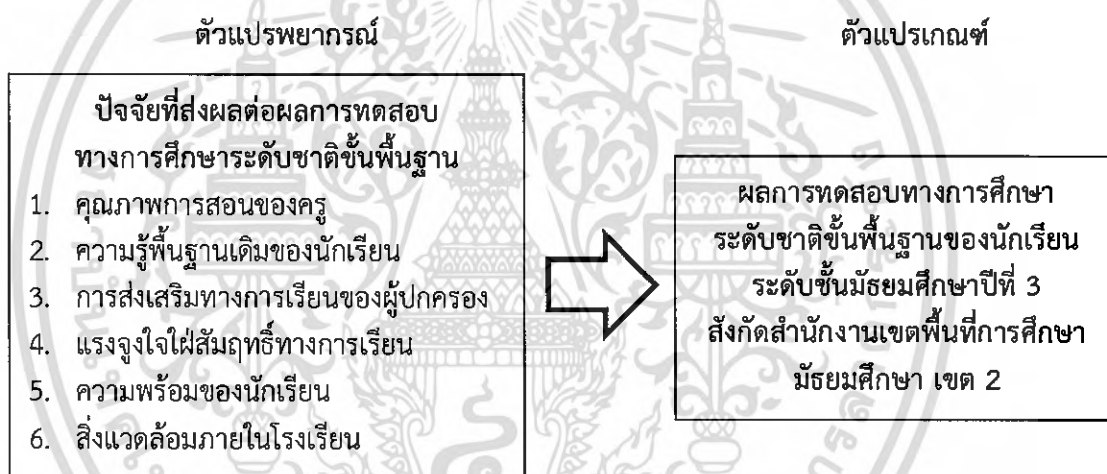 ตัวแปรพยากรณ์
ตัวแปรเกณฑ์
ปัจจัยที่ส่งผลต่อผลการทดสอบ
ทางการศึกษาระดับชาติขั้นพื้นฐาน
1. คุณภาพการสอนของครู
2. ความรู้พื้นฐานเดิมของนักเรียน
3. การส่งเสริมทางการเรียนของผู้ปกครอง
4. แรงจูงใจใฝ่สัมฤทธิ์ทางการเรียน
5. ความพร้อมของนักเรียน
6. สิ่งแวดล้อมภายในโรงเรียน
ผลการทดสอบทางการศึกษา
ระดับชาติขั้นพื้นฐานของนักเรียน
ระดับชั้นมัธยมศึกษาปีที่ 3
สังกัดสำนักงานเขตพื้นที่การศึกษา
มัธยมศึกษา เขต 2